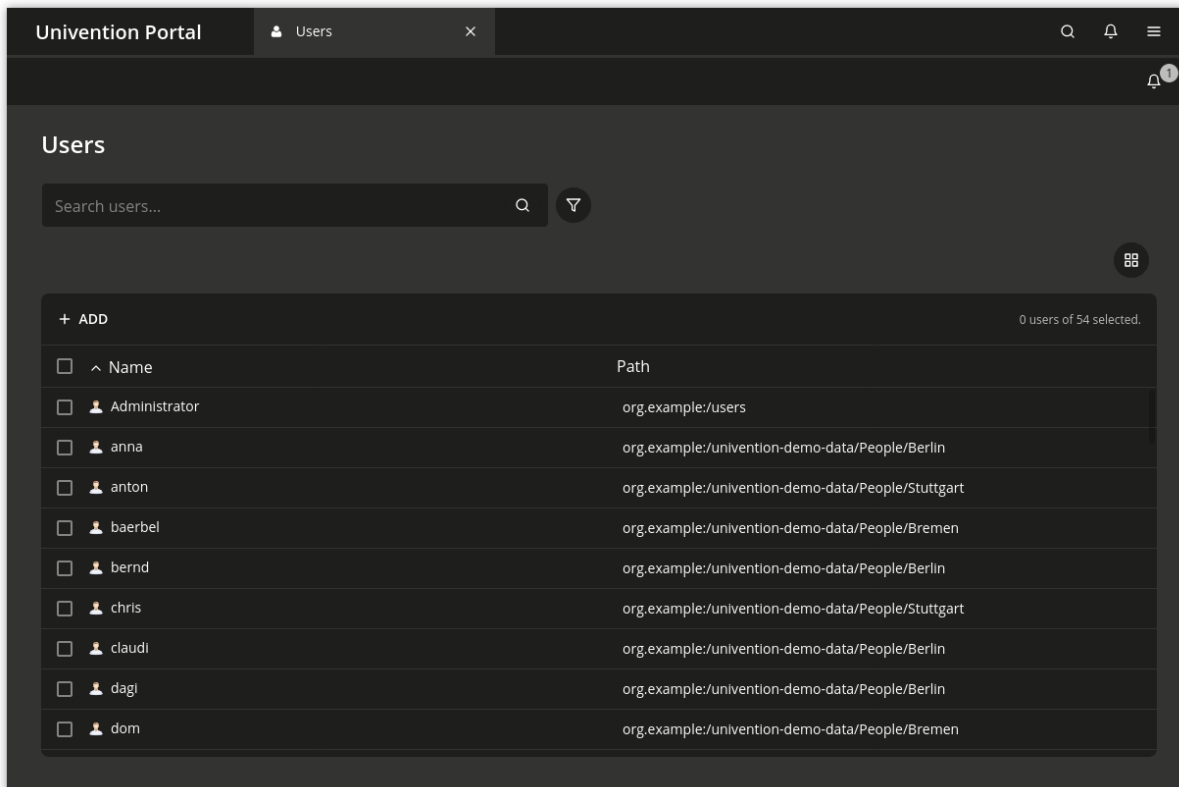 Univention Portal
Users
1
Users
Search users...
+ ADD
0 users of 54 selected.
Name Path
Administrator org.example:/users
anna org.example:/univention-demo-data/People/Berlin
anton org.example:/univention-demo-data/People/Stuttgart
baerbel org.example:/univention-demo-data/People/Bremen
bernd org.example:/univention-demo-data/People/Berlin
chris org.example:/univention-demo-data/People/Stuttgart
claudi org.example:/univention-demo-data/People/Berlin
dagi org.example:/univention-demo-data/People/Berlin
dom org.example:/univention-demo-data/People/Bremen